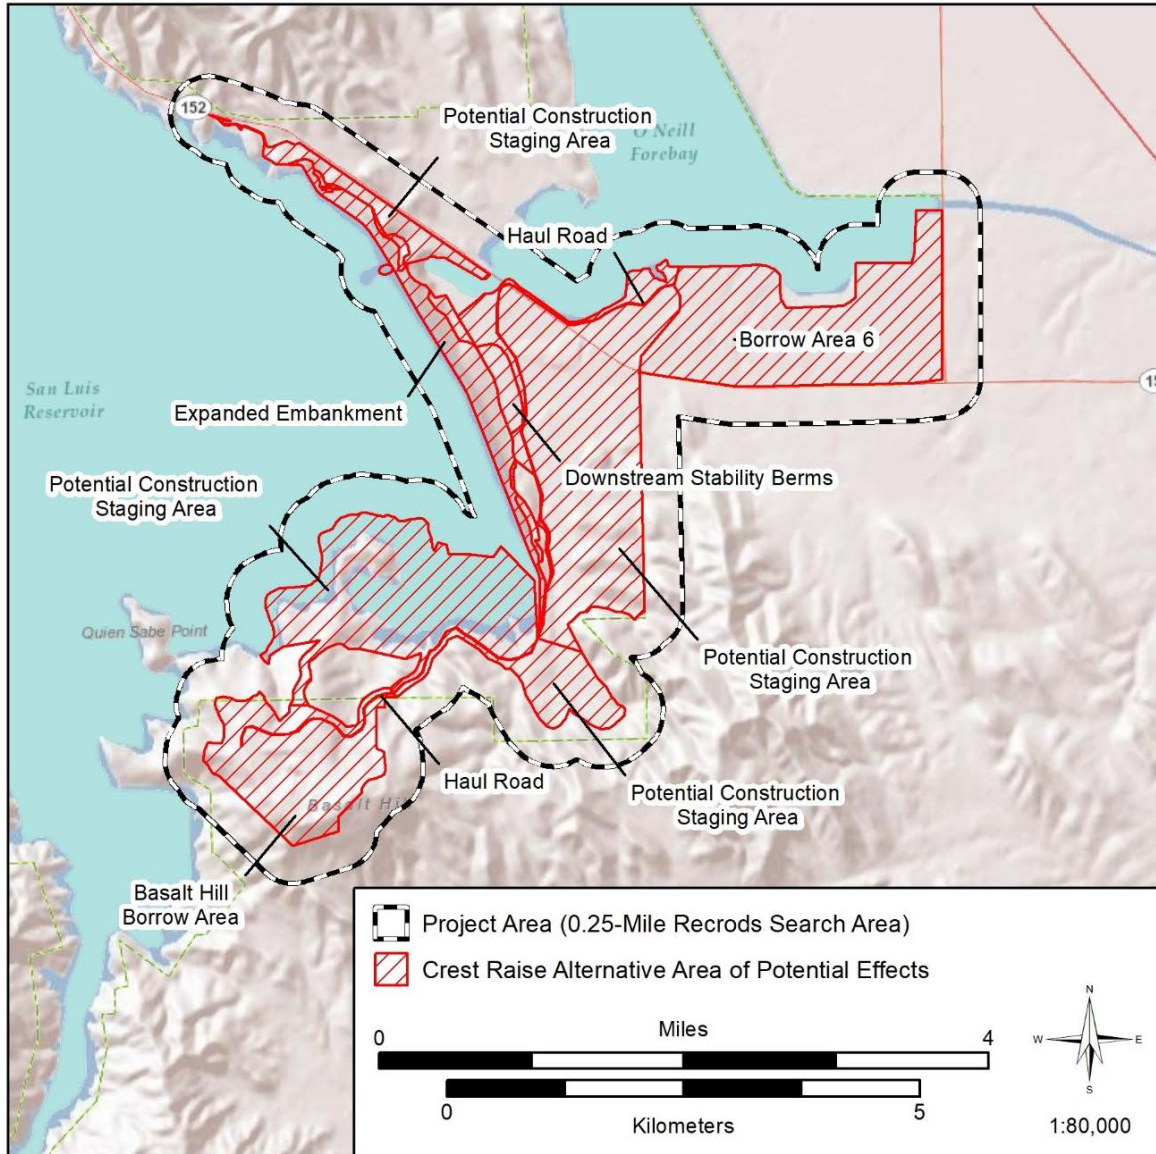 152
Potential Construction
Staging Area
O'Neill
Forebay
Haul Road
Borrow Area 6
San Luis
Reservoir
15
Expanded Embankment
Potential Construction
Staging Area
Downstream Stability Berms
Quien Sabe Point
Potential Construction
Staging Area
Haul Road
Potential Construction
Staging Area
Basalt Hill
Basalt Hill
Borrow Area
Project Area (0.25-Mile Recrods Search Area)
Crest Raise Alternative Area of Potential Effects
Miles
0 4
0 5
Kilometers
N
W E
S
1:80,000